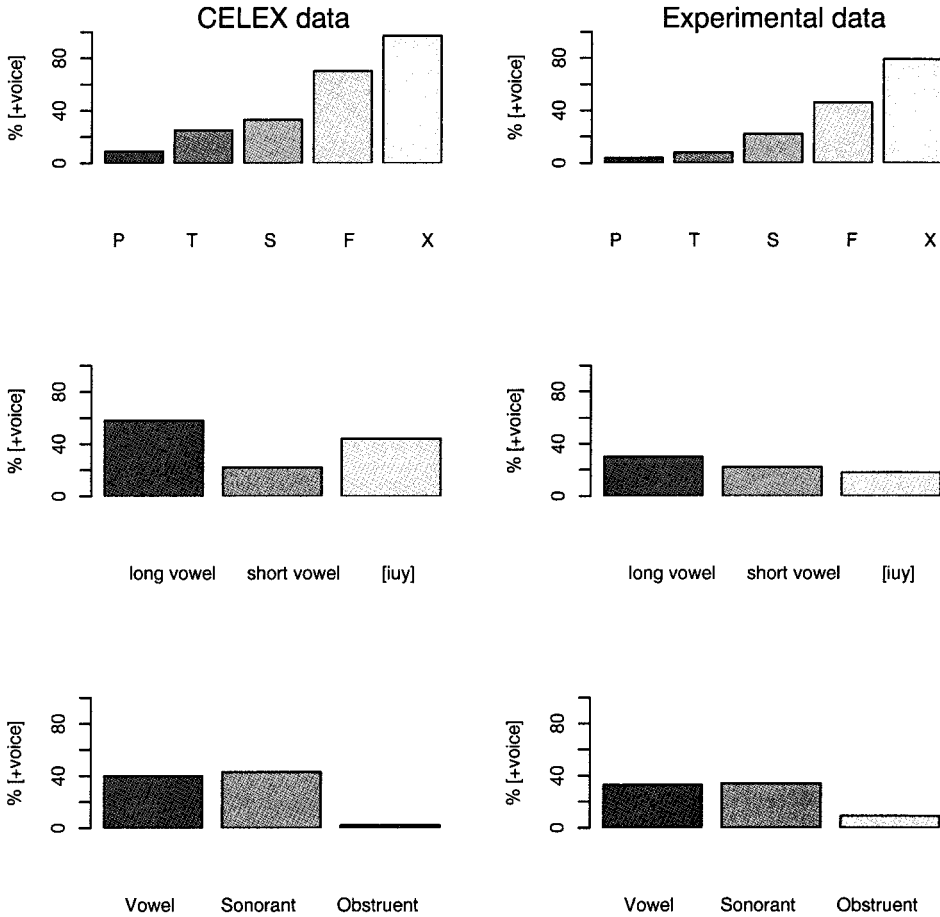 CELEX data
Experimental data
% [+voice]
0 40 80
P T S F X
% [+voice]
0 40 80
P T S F X
% [+voice]
0 40 80
long vowel short vowel [iuy]
% [+voice]
0 40 80
long vowel short vowel [iuy]
% [+voice]
0 40 80
Vowel Sonorant Obstruent
% [+voice]
0 40 80
Vowel Sonorant Obstruent